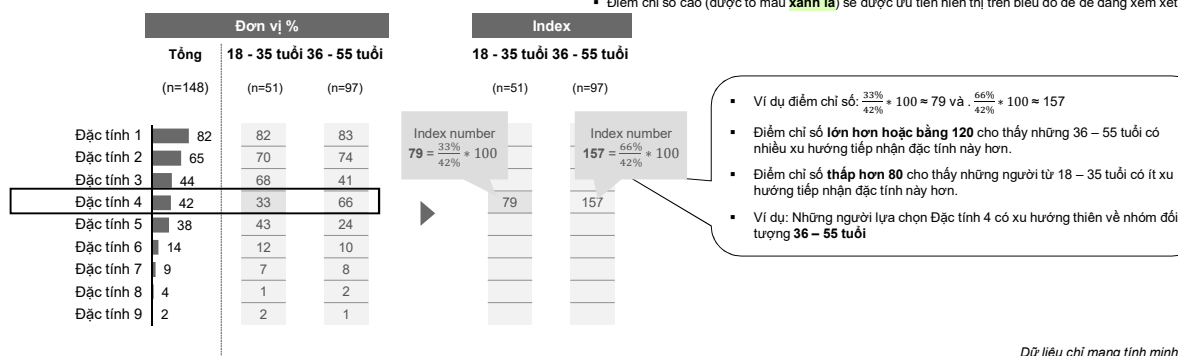 ▪ Điểm chỉ số cao (được tô màu xanh lá) sẽ được ưu tiên hiển thị trên biểu đồ để dễ dàng xem xét
Đơn vị % Index
Tổng 18 - 35 tuổi 36 - 55 tuổi 18 - 35 tuổi 36 - 55 tuổi
(n=148) (n=51) (n=97) (n=51) (n=97)
Index number
79 = 33%/42% * 100
Index number
157 = 66%/42% * 100
Đặc tính 1 82 82 83
Đặc tính 2 65 70 74
Đặc tính 3 44 68 41
Đặc tính 4 42 33 66 79 157
Đặc tính 5 38 43 24
Đặc tính 6 14 12 10
Đặc tính 7 9 7 8
Đặc tính 8 4 1 2
Đặc tính 9 2 2 1
▪ Ví dụ điểm chỉ số: 33%/42% * 100 ≈ 79 và . 66%/42% * 100 ≈ 157
▪ Điểm chỉ số lớn hơn hoặc bằng 120 cho thấy những 36 – 55 tuổi có
nhiều xu hướng tiếp nhận đặc tính này hơn.
▪ Điểm chỉ số thấp hơn 80 cho thấy những người từ 18 – 35 tuổi có ít xu
hướng tiếp nhận đặc tính này hơn.
▪ Ví dụ: Những người lựa chọn Đặc tính 4 có xu hướng thiên về nhóm đối
tượng 36 – 55 tuổi
Dữ liệu chỉ mang tính minh